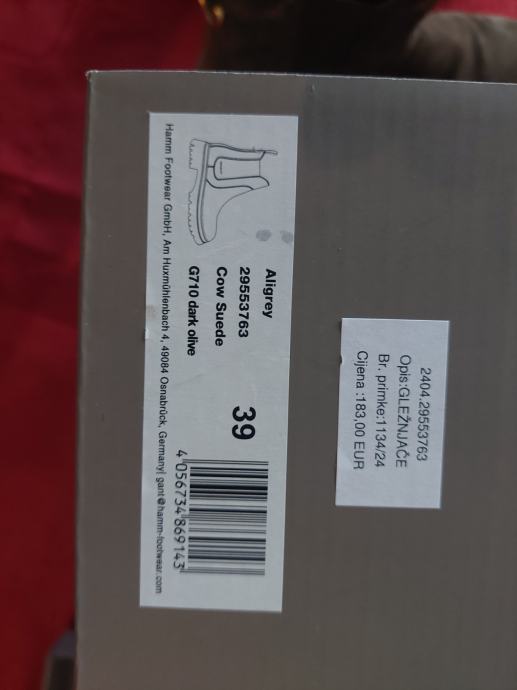 Aligrey
29553763
Cow Suede
G710 dark olive
39
4 056734 869143
Hamm Footwear GmbH, Am Huxmühlenbach 4, 49084 Osnabrück, Germany| gant@hamm-footwear.com
2404.29553763
Opis:GLEŽNJAČE
Br. primke:1134/24
Cijena :183,00 EUR